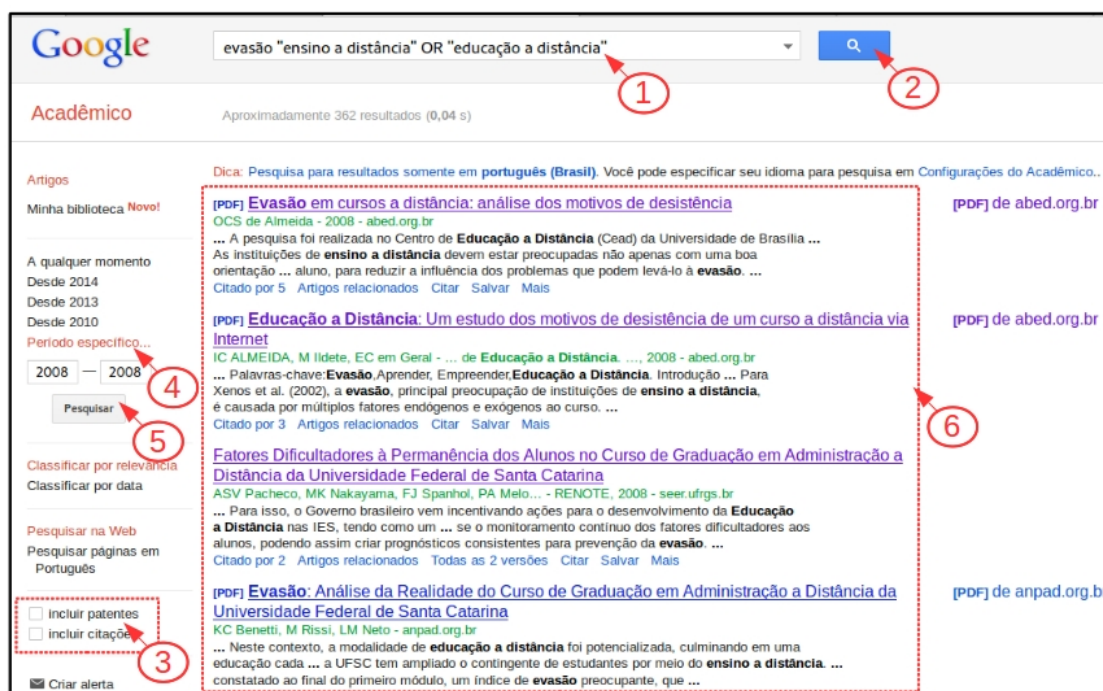 Google
evasão "ensino a distância" OR "educação a distância"
1
2
Acadêmico
Aproximadamente 362 resultados (0,04 s)
Artigos
Minha biblioteca Novo!
A qualquer momento
Desde 2014
Desde 2013
Desde 2010
Período específico...
2008 — 2008
4
Pesquisar
5
Classificar por relevância
Classificar por data
Pesquisar na Web
Pesquisar páginas em
Português
incluir patentes
incluir citaçõe
3
Criar alerta
Dica: Pesquisa para resultados somente em português (Brasil). Você pode especificar seu idioma para pesquisa em Configurações do Acadêmico..
[PDF] Evasão em cursos a distância: análise dos motivos de desistência
[PDF] de abed.org.br
OCS de Almeida - 2008 - abed.org.br
... A pesquisa foi realizada no Centro de Educação a Distância (Cead) da Universidade de Brasília ...
As instituições de ensino a distância devem estar preocupadas não apenas com uma boa
orientação ... aluno, para reduzir a influência dos problemas que podem levá-lo à evasão. ...
Citado por 5 Artigos relacionados Citar Salvar Mais
[PDF] Educação a Distância: Um estudo dos motivos de desistência de um curso a distância via
Internet
[PDF] de abed.org.br
IC ALMEIDA, M Ildete, EC em Geral - ... de Educação a Distância. ..., 2008 - abed.org.br
... Palavras-chave:Evasão,Aprender, Empreender,Educação a Distância. Introdução ... Para
Xenos et al. (2002), a evasão, principal preocupação de instituições de ensino a distância,
é causada por múltiplos fatores endógenos e exógenos ao curso. ...
Citado por 3 Artigos relacionados Citar Salvar Mais
6
Fatores Dificultadores à Permanência dos Alunos no Curso de Graduação em Administração a
Distância da Universidade Federal de Santa Catarina
ASV Pacheco, MK Nakayama, FJ Spanhol, PA Melo... - RENOTE, 2008 - seer.ufrgs.br
... Para isso, o Governo brasileiro vem incentivando ações para o desenvolvimento da Educação
a Distância nas IES, tendo como um ... se o monitoramento contínuo dos fatores dificultadores aos
alunos, podendo assim criar prognósticos consistentes para prevenção da evasão. ...
Citado por 2 Artigos relacionados Todas as 2 versões Citar Salvar Mais
[PDF] Evasão: Análise da Realidade do Curso de Graduação em Administração a Distância da
Universidade Federal de Santa Catarina
[PDF] de anpad.org.b
KC Benetti, M Rissi, LM Neto - anpad.org.br
... Neste contexto, a modalidade de educação a distância foi potencializada, culminando em uma
educação cada ... a UFSC tem ampliado o contingente de estudantes por meio do ensino a distância. ...
constatado ao final do primeiro módulo, um índice de evasão preocupante, que ...